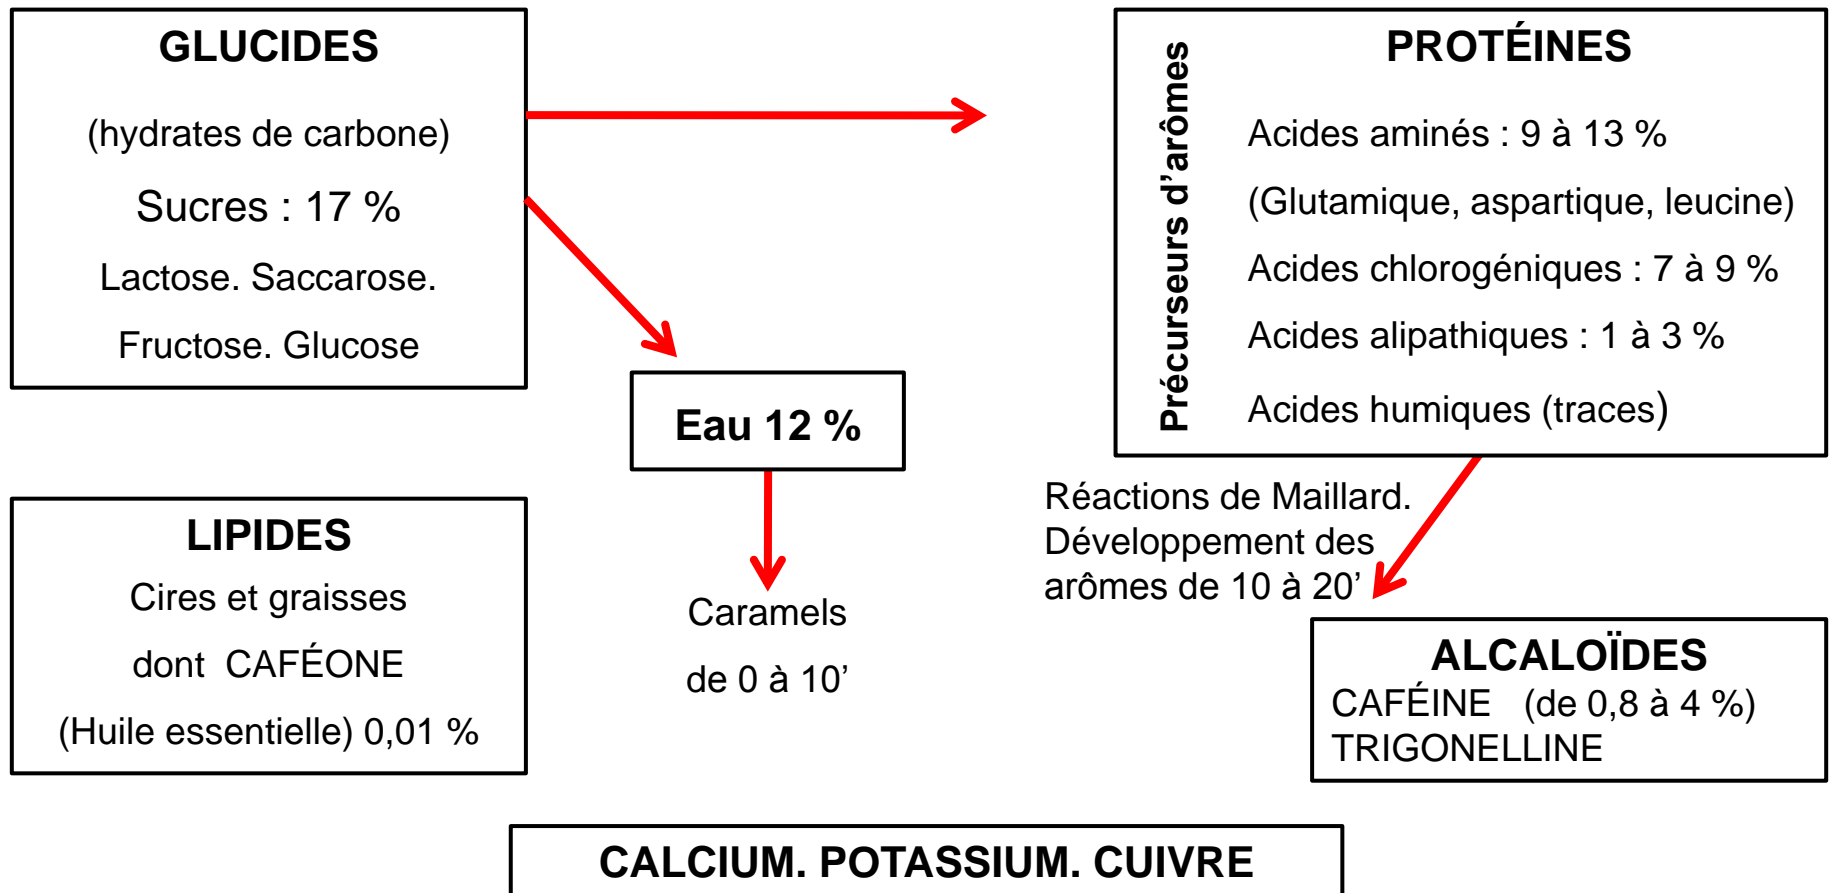 GLUCIDES
(hydrates de carbone)
Sucres : 17 %
Lactose. Saccarose.
Fructose. Glucose
Précurseurs d’arômes
PROTÉINES
Acides aminés : 9 à 13 %
(Glutamique, aspartique, leucine)
Acides chlorogéniques : 7 à 9 %
Acides alipathiques : 1 à 3 %
Acides humiques (traces)
Eau 12 %
Caramels
de 0 à 10’
Réactions de Maillard.
Développement des
arômes de 10 à 20’
LIPIDES
Cires et graisses
dont CAFÉONE
(Huile essentielle) 0,01 %
ALCALOÏDES
CAFÉINE (de 0,8 à 4 %)
TRIGONELLINE
CALCIUM. POTASSIUM. CUIVRE